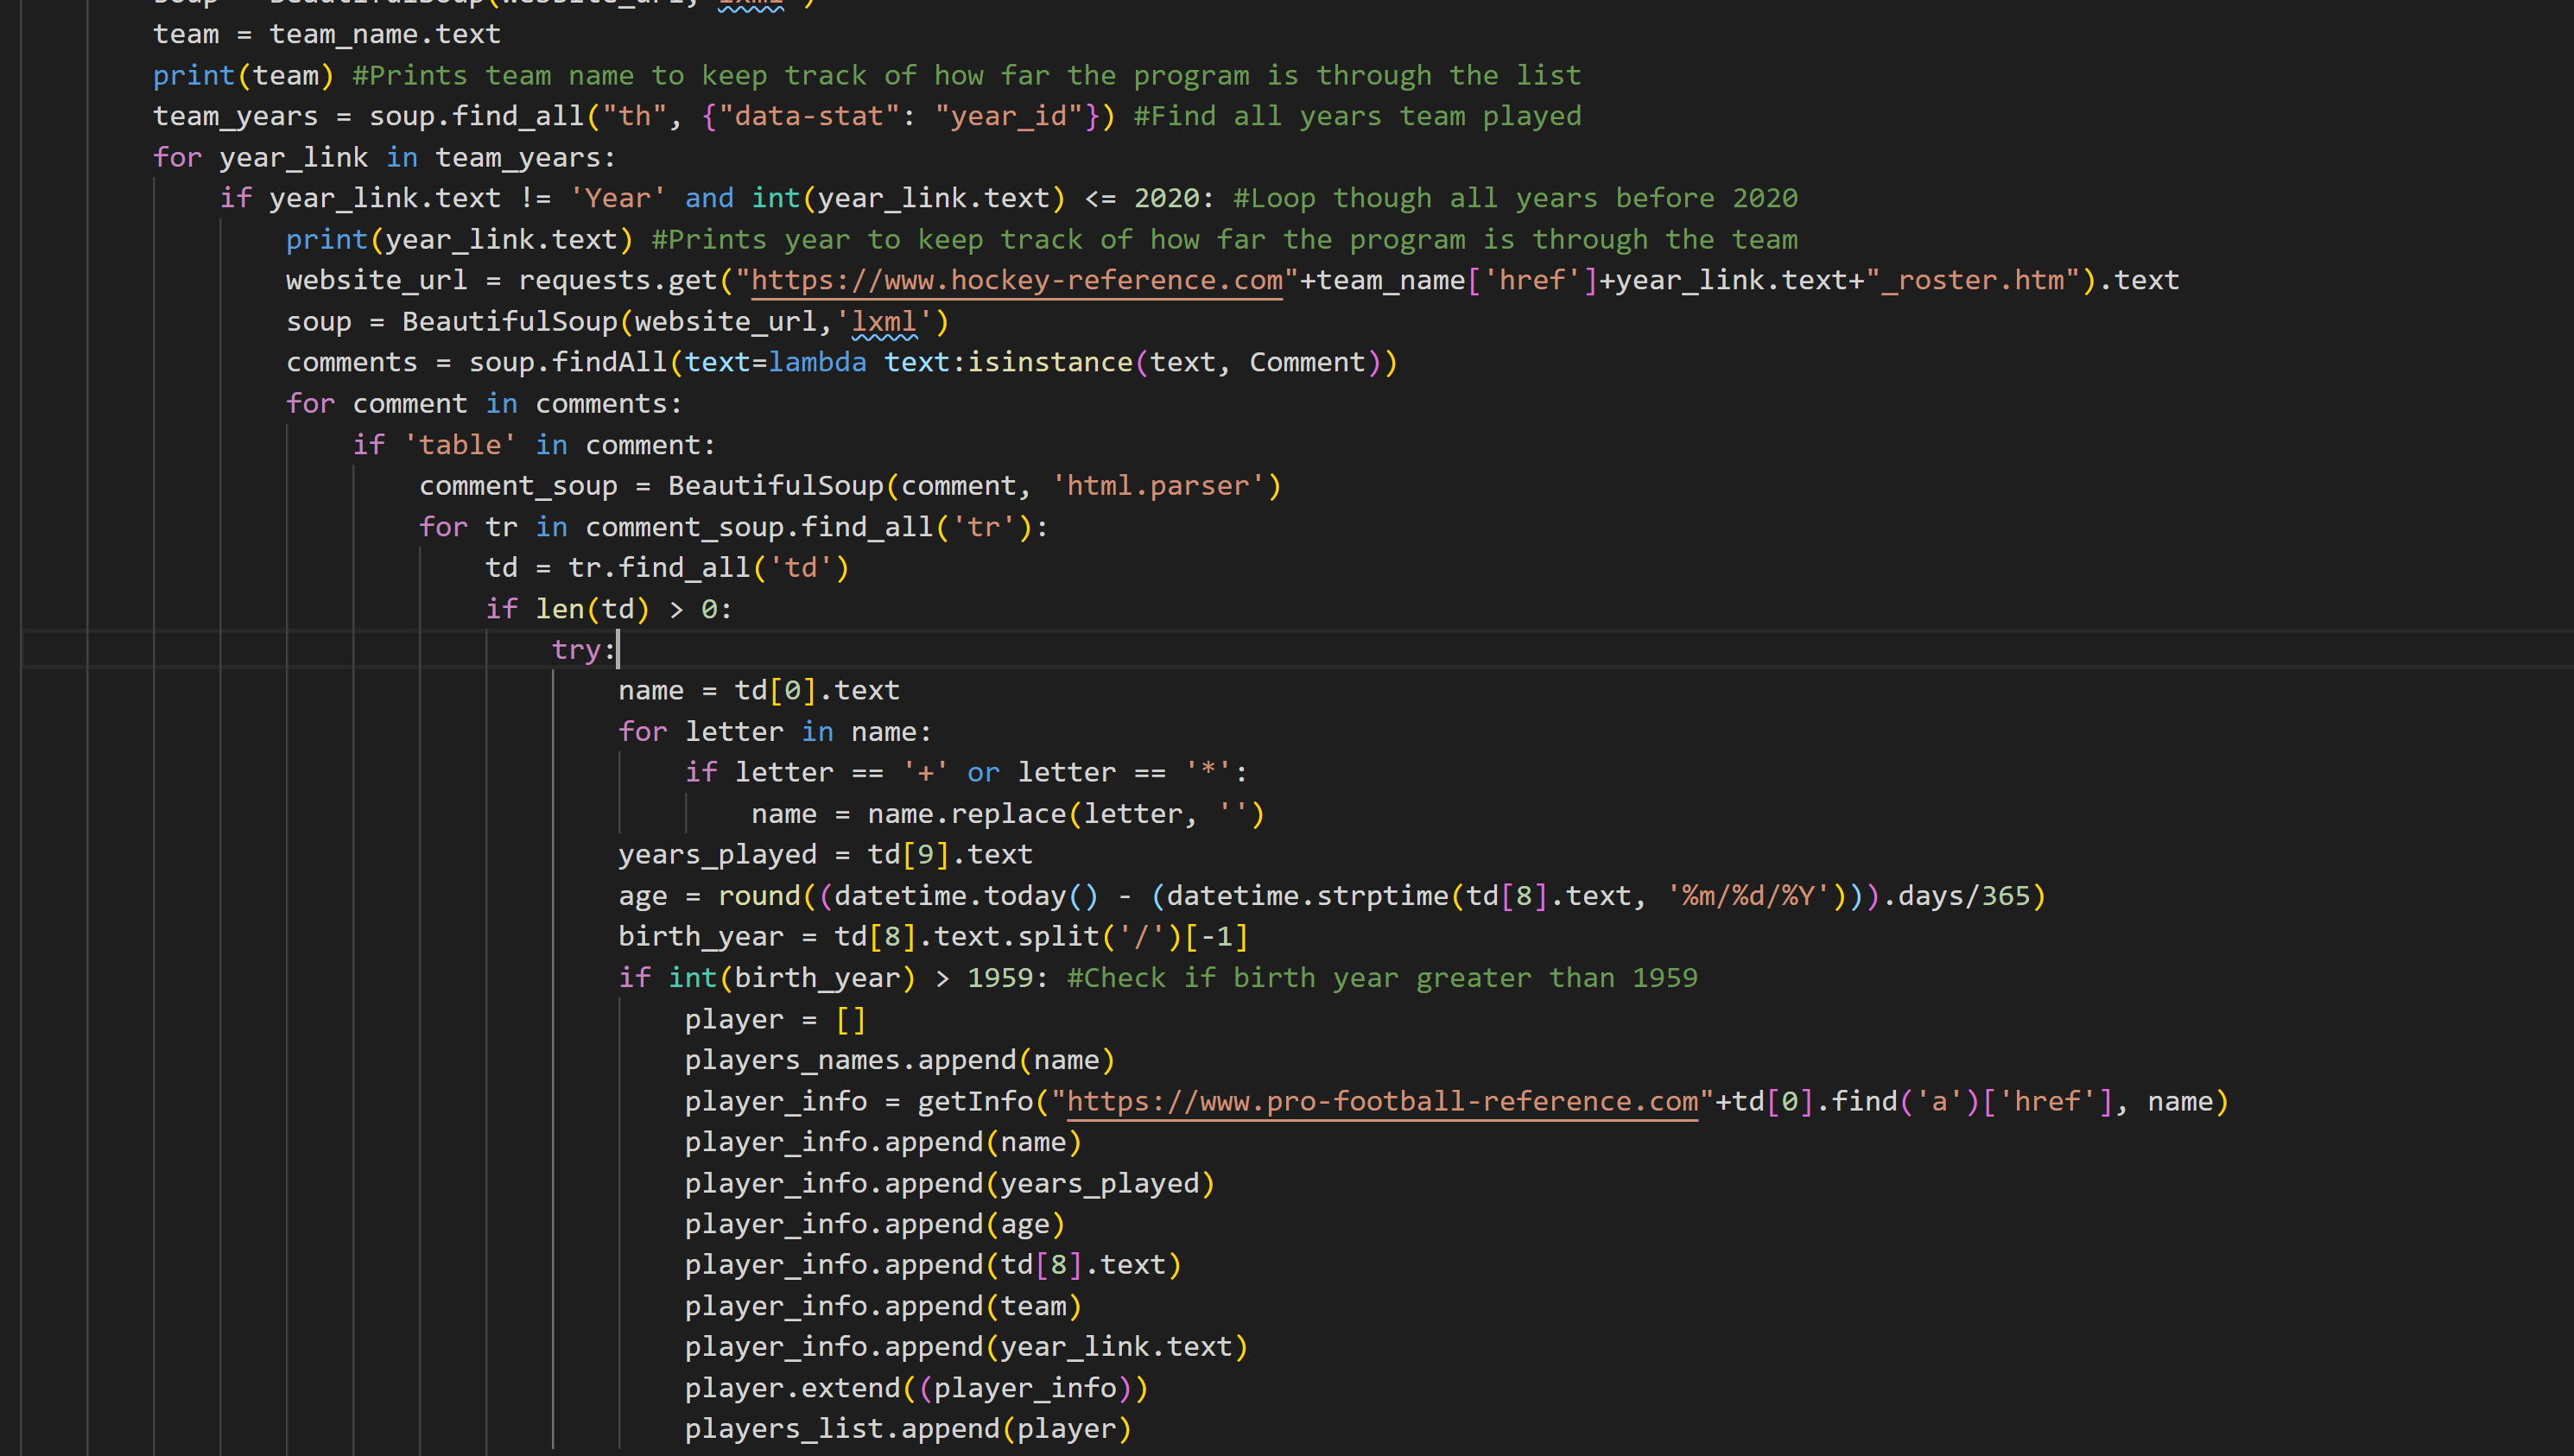 team = team_name.text
print(team) #Prints team name to keep track of how far the program is through the list
team_years = soup.find_all("th", {"data-stat": "year_id"}) #Find all years team played
for year_link in team_years:
if year_link.text != 'Year' and int(year_link.text) <= 2020: #Loop though all years before 2020
print(year_link.text) #Prints year to keep track of how far the program is through the team
website_url = requests.get("https://www.hockey-reference.com"+team_name['href']+year_link.text+"_roster.htm").text
soup = BeautifulSoup(website_url,'lxml')
comments = soup.findAll(text=lambda text:isinstance(text, Comment))
for comment in comments:
if 'table' in comment:
comment_soup = BeautifulSoup(comment, 'html.parser')
for tr in comment_soup.find_all('tr'):
td = tr.find_all('td')
if len(td) > 0:
try:
name = td[0].text
for letter in name:
if letter == '+' or letter == '*':
name = name.replace(letter, '')
years_played = td[9].text
age = round((datetime.today() - (datetime.strptime(td[8].text, '%m/%d/%Y'))).days/365)
birth_year = td[8].text.split('/')[-1]
if int(birth_year) > 1959: #Check if birth year greater than 1959
player = []
players_names.append(name)
player_info = getInfo("https://www.pro-football-reference.com"+td[0].find('a')['href'], name)
player_info.append(name)
player_info.append(years_played)
player_info.append(age)
player_info.append(td[8].text)
player_info.append(team)
player_info.append(year_link.text)
player.extend((player_info))
players_list.append(player)